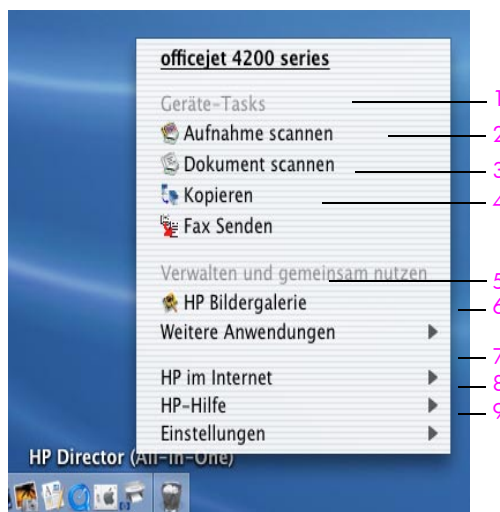 officejet 4200 series
Geräte-Tasks
1
Aufnahme scannen
2
Dokument scannen
3
Kopieren
4
Fax Senden
Verwalten und gemeinsam nutzen
5
HP Bildergalerie
6
Weitere Anwendungen
7
HP im Internet
8
HP-Hilfe
9
Einstellungen
HP Director (All-in-One)